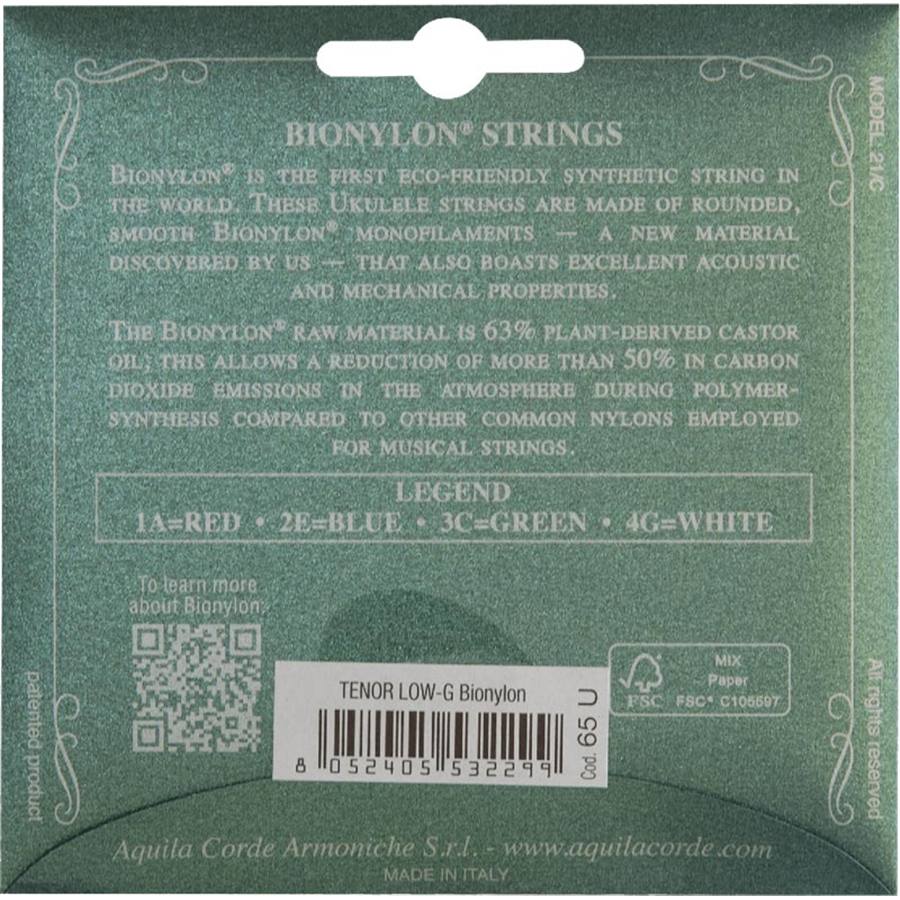 BIONYLON® STRINGS
BIONYLON® IS THE FIRST ECO-FRIENDLY SYNTHETIC STRING IN
THE WORLD. THESE UKULELE STRINGS ARE MADE OF ROUNDED,
SMOOTH BIONYLON® MONOFILAMENTS — A NEW MATERIAL
DISCOVERED BY US — THAT ALSO BOASTS EXCELLENT ACOUSTIC
AND MECHANICAL PROPERTIES.
THE BIONYLON® RAW MATERIAL IS 63% PLANT-DERIVED CASTOR
OIL; THIS ALLOWS A REDUCTION OF MORE THAN 50% IN CARBON
DIOXIDE EMISSIONS IN THE ATMOSPHERE DURING POLYMER-
SYNTHESIS COMPARED TO OTHER COMMON NYLONS EMPLOYED
FOR MUSICAL STRINGS.
LEGEND
1A=RED • 2E=BLUE • 3C=GREEN • 4G=WHITE
To learn more
about Bionylon:
TENOR LOW-G Bionylon
8 052405 532299
Cod. 65 U
FSC
MIX
Paper
FSC® C105597
Aquila Corde Armoniche S.r.l. - www.aquilacorde.com
MADE IN ITALY
patented product
MODEL 21/C
All rights reserved